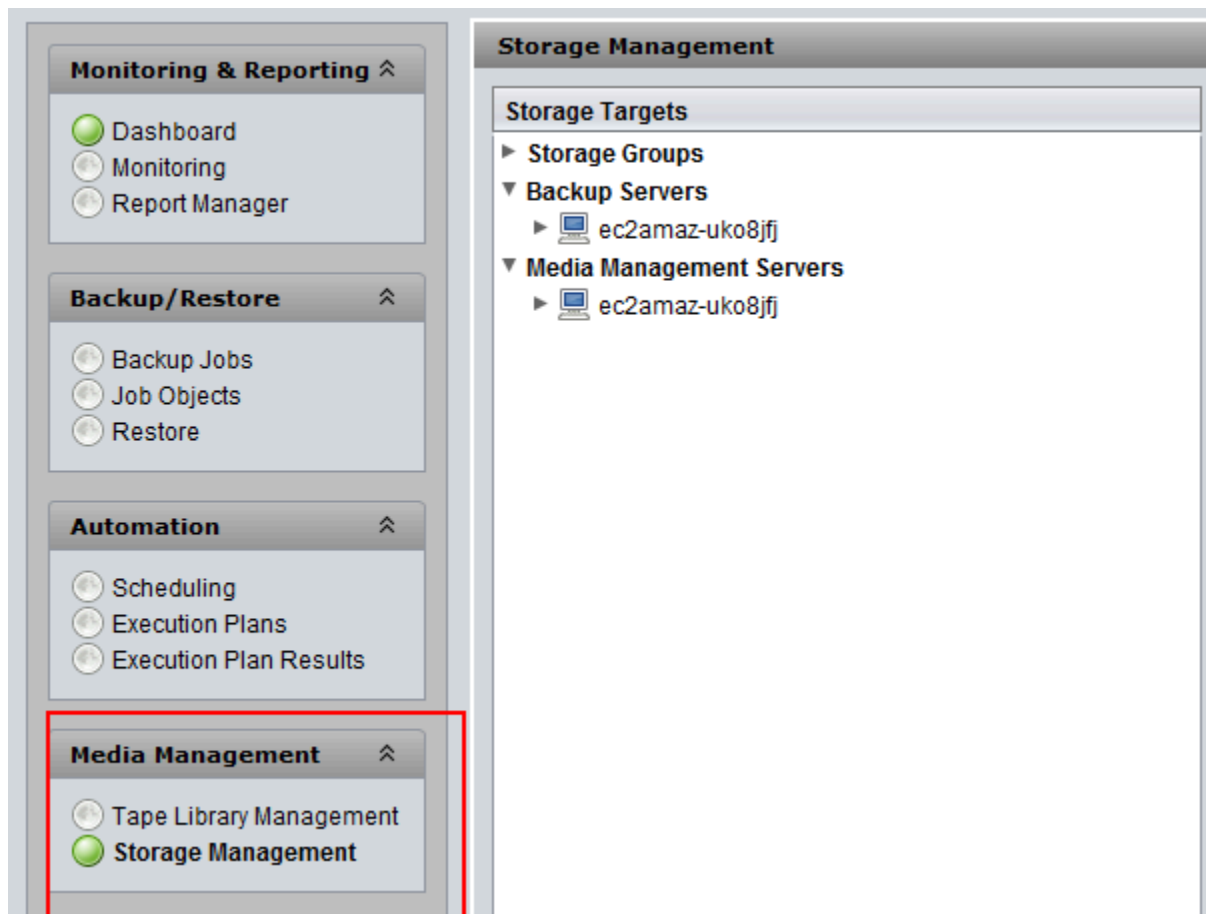 Monitoring & Reporting
Dashboard
Monitoring
Report Manager
Backup/Restore
Backup Jobs
Job Objects
Restore
Automation
Scheduling
Execution Plans
Execution Plan Results
Media Management
Tape Library Management
Storage Management
Storage Management
Storage Targets
Storage Groups
Backup Servers
ec2amaz-uko8jfj
Media Management Servers
ec2amaz-uko8jfj